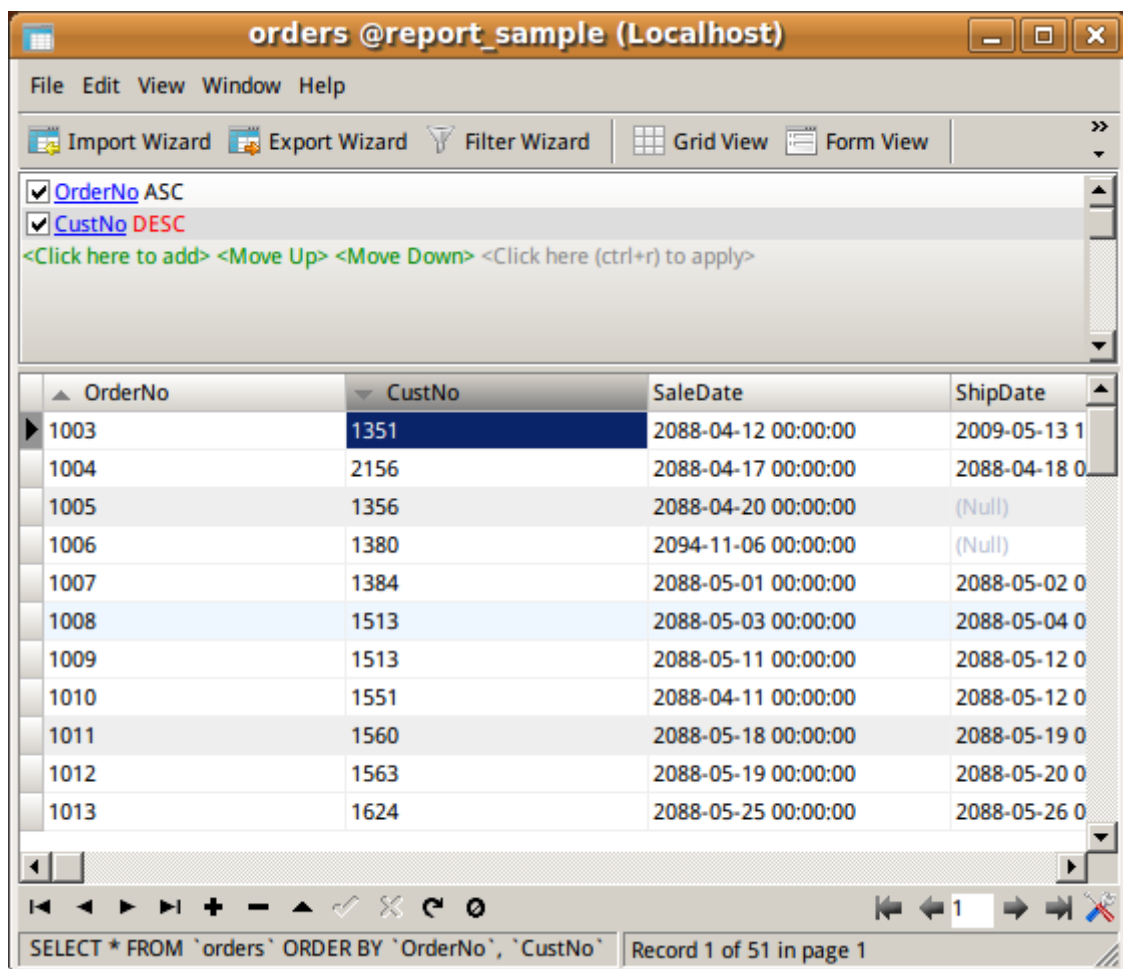 orders @report_sample (Localhost)
File Edit View Window Help
Import Wizard Export Wizard Filter Wizard Grid View Form View
OrderNo ASC
CustNo DESC
<Click here to add> <Move Up> <Move Down> <Click here (ctrl+r) to apply>
OrderNo CustNo SaleDate ShipDate
1003 1351 2088-04-12 00:00:00 2009-05-13 1
1004 2156 2088-04-17 00:00:00 2088-04-18 0
1005 1356 2088-04-20 00:00:00 (Null)
1006 1380 2094-11-06 00:00:00 (Null)
1007 1384 2088-05-01 00:00:00 2088-05-02 0
1008 1513 2088-05-03 00:00:00 2088-05-04 0
1009 1513 2088-05-11 00:00:00 2088-05-12 0
1010 1551 2088-04-11 00:00:00 2088-05-12 0
1011 1560 2088-05-18 00:00:00 2088-05-19 0
1012 1563 2088-05-19 00:00:00 2088-05-20 0
1013 1624 2088-05-25 00:00:00 2088-05-26 0
1
SELECT * FROM `orders` ORDER BY `OrderNo`, `CustNo` Record 1 of 51 in page 1